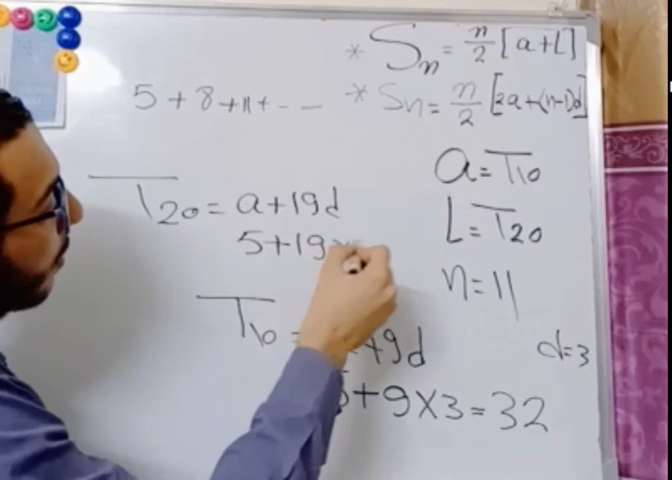 * Sn = n/2 [a+L]
5 + 8 + 11 + - - -
* Sn = n/2 [2a+(n-1)d]
a = T10
T20 = a+19d
L = T20
5+19
n = 11
T10 = +9d
d=3
+9×3=32